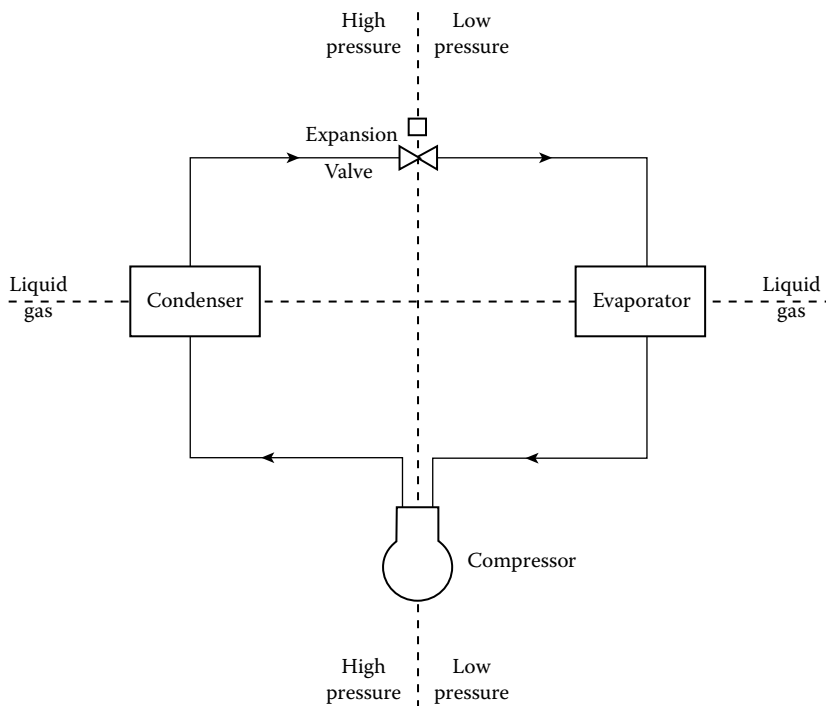 High
pressure
Low
pressure
Expansion
Valve
Liquid
gas
Condenser
Evaporator
Liquid
gas
Compressor
High
pressure
Low
pressure